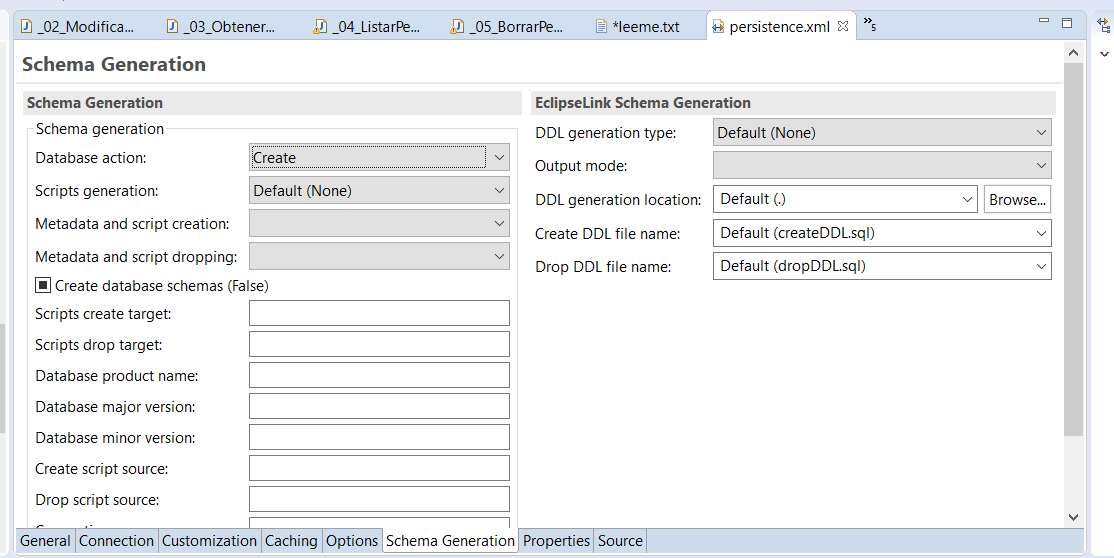 _02_Modifica... _03_Obtener... _04_ListarPe... _05_BorrarPe... *leeme.txt persistence.xml »5
Schema Generation
Schema Generation
Schema generation
Database action: Create
Scripts generation: Default (None)
Metadata and script creation:
Metadata and script dropping:
Create database schemas (False)
Scripts create target:
Scripts drop target:
Database product name:
Database major version:
Database minor version:
Create script source:
Drop script source:
EclipseLink Schema Generation
DDL generation type: Default (None)
Output mode:
DDL generation location: Default (.) Browse...
Create DDL file name: Default (createDDL.sql)
Drop DDL file name: Default (dropDDL.sql)
General Connection Customization Caching Options Schema Generation Properties Source